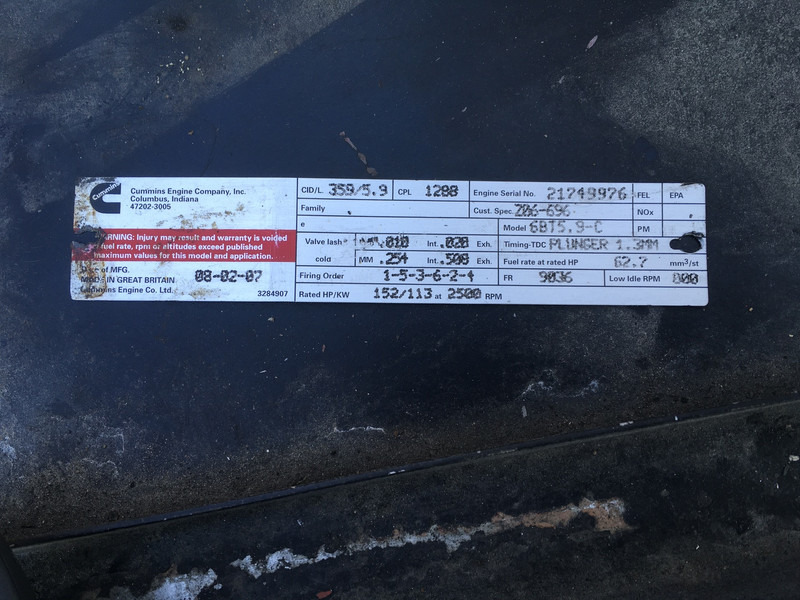 Cummins
Cummins Engine Company, Inc.
Columbus, Indiana
47202-3005
WARNING: Injury may result and warranty is voided
if fuel rate, rpm or altitudes exceed published
maximum values for this model and application.
Date of MFG. 08-02-07
MADE IN GREAT BRITAIN
Cummins Engine Co. Ltd.
3284907
CID/L. 359/5.9 CPL 1288 Engine Serial No. 21749976 FEL EPA
Family Cust. Spec. Z06-696 NOx
e Model 6BT5.9-C PM
Valve lash .010 Int. .020 Exh. Timing-TDC PLUNGER 1.3MM
cold MM .254 Int. .508 Exh. Fuel rate at rated HP 62.7 mm³/st
Firing Order 1-5-3-6-2-4 FR 9036 Low Idle RPM 800
Rated HP/KW 152/113 at 2500 RPM